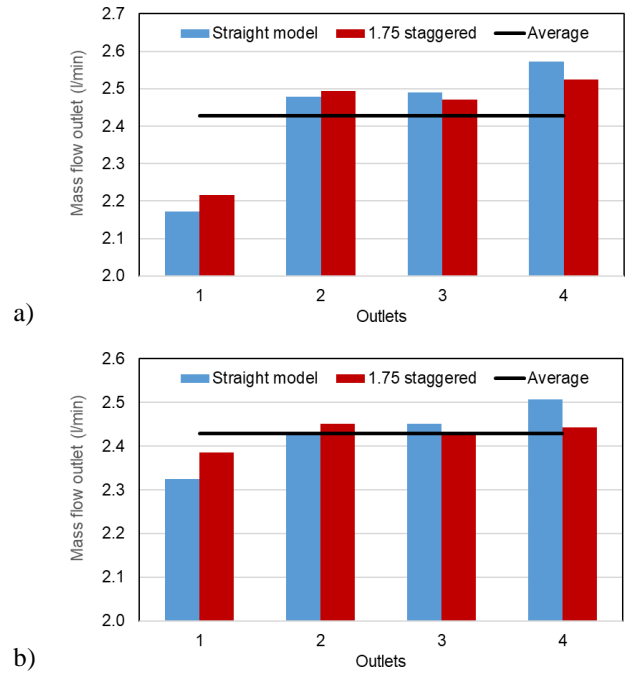 2.7
Straight model 1.75 staggered Average
2.6
2.5
2.4
2.3
2.2
2.1
2.0
Mass flow outlet (l/min)
1 2 3 4
Outlets
a)
2.6
Straight model 1.75 staggered Average
2.5
2.4
2.3
2.2
2.1
2.0
Mass flow outlet (l/min)
1 2 3 4
Outlets
b)